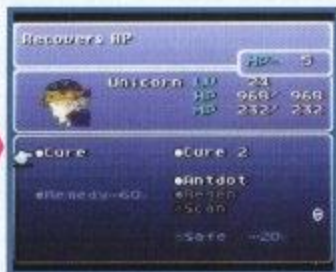 Recovers HP
MP- 5
Unicorn LV 23
HP 968/ 968
MP 232/ 232
Cure Cure 2
Antdot
Remedy-60% Regen
Scan
Safe -20%